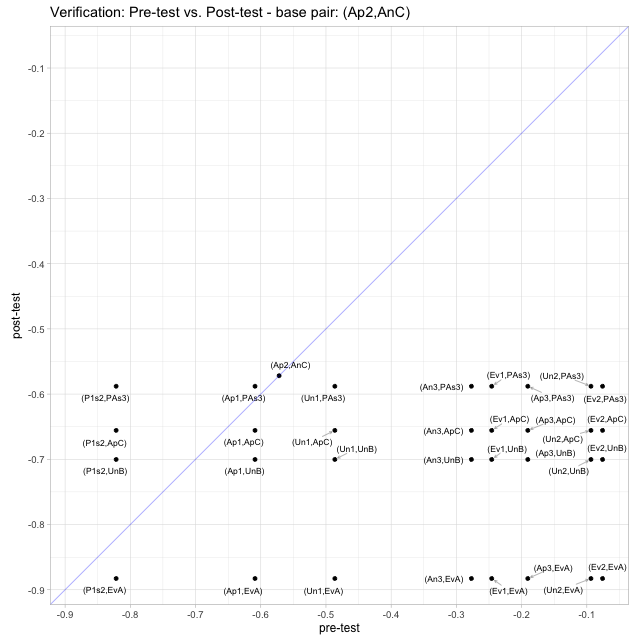 Verification: Pre-test vs. Post-test - base pair: (Ap2,AnC)
post-test
-0.1
-0.2
-0.3
-0.4
-0.5
-0.6
-0.7
-0.8
-0.9
(Ap2,AnC)
(P1s2,PAs3)
(Ap1,PAs3)
(Un1,PAs3)
(An3,PAs3)
(Ev1,PAs3)
(Ap3,PAs3)
(Un2,PAs3)
(Ev2,PAs3)
(P1s2,ApC)
(Ap1,ApC)
(Un1,ApC)
(An3,ApC)
(Ev1,ApC)
(Ap3,ApC)
(Un2,ApC)
(Ev2,ApC)
(P1s2,UnB)
(Ap1,UnB)
(Un1,UnB)
(An3,UnB)
(Ev1,UnB)
(Ap3,UnB)
(Un2,UnB)
(Ev2,UnB)
(P1s2,EvA)
(Ap1,EvA)
(Un1,EvA)
(An3,EvA)
(Ev1,EvA)
(Ap3,EvA)
(Un2,EvA)
(Ev2,EvA)
-0.9 -0.8 -0.7 -0.6 -0.5 -0.4 -0.3 -0.2 -0.1
pre-test